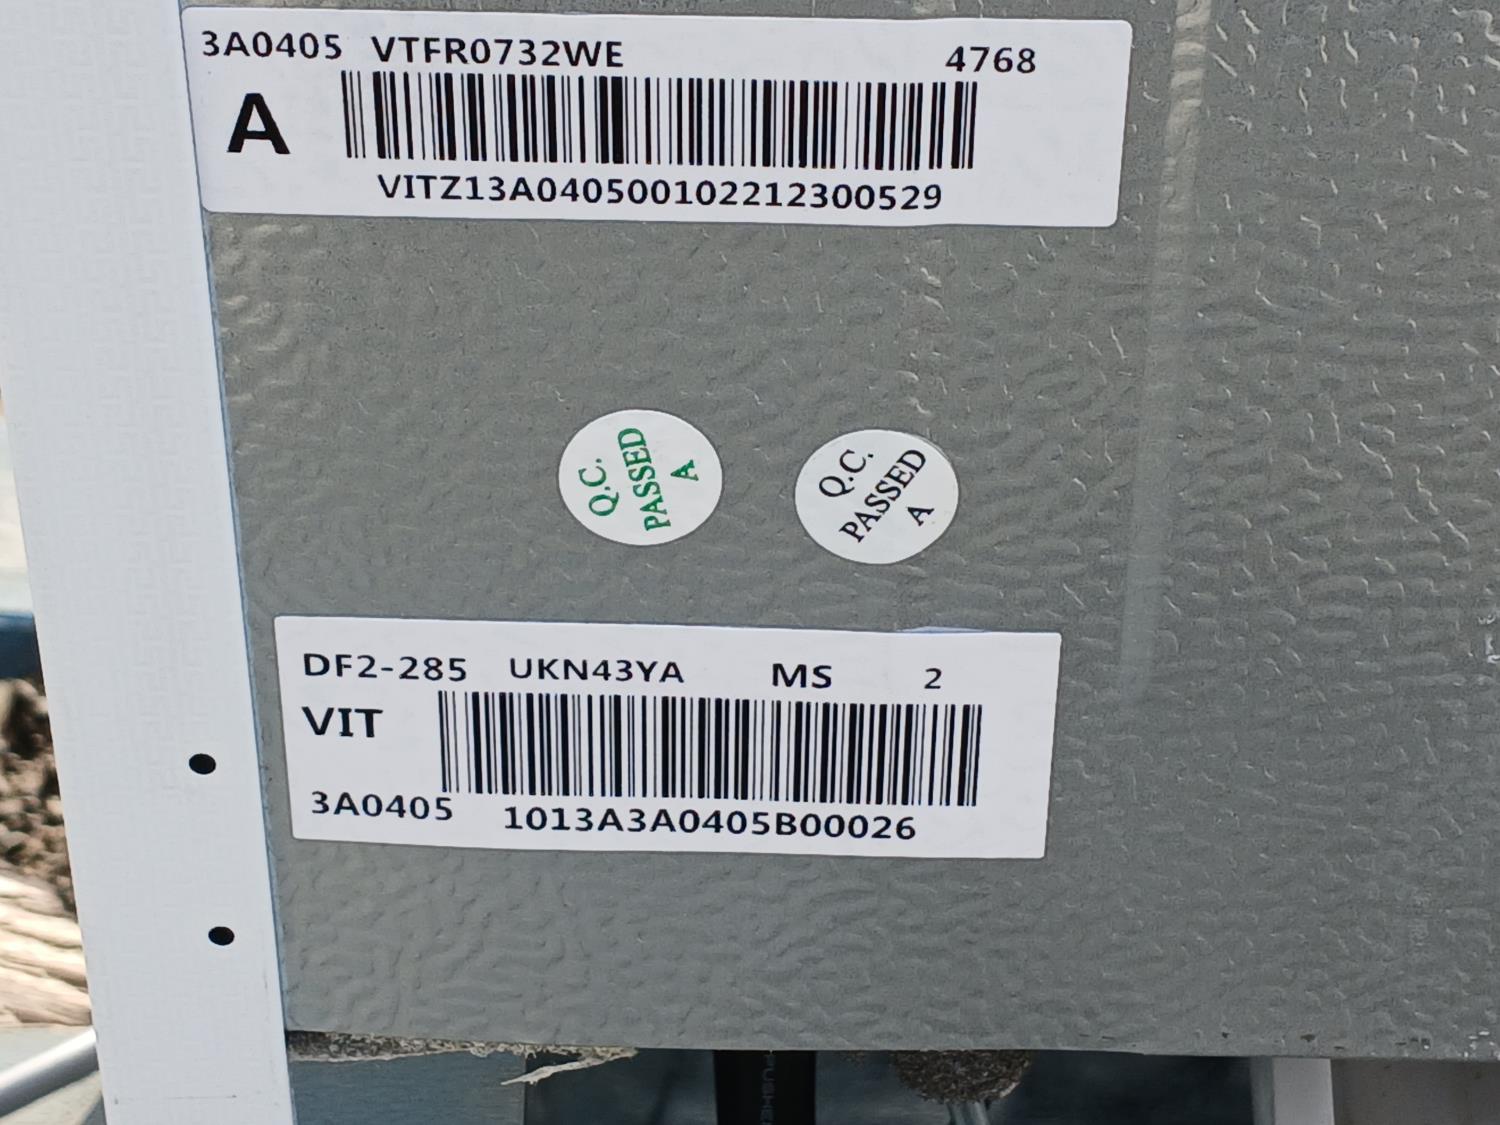 3A0405 VTFR0732WE 4768
A
VITZ13A040500102212300529
Q.C.
PASSED
A
Q.C.
PASSED
A
DF2-285 UKN43YA MS 2
VIT
3A0405 1013A3A0405B00026